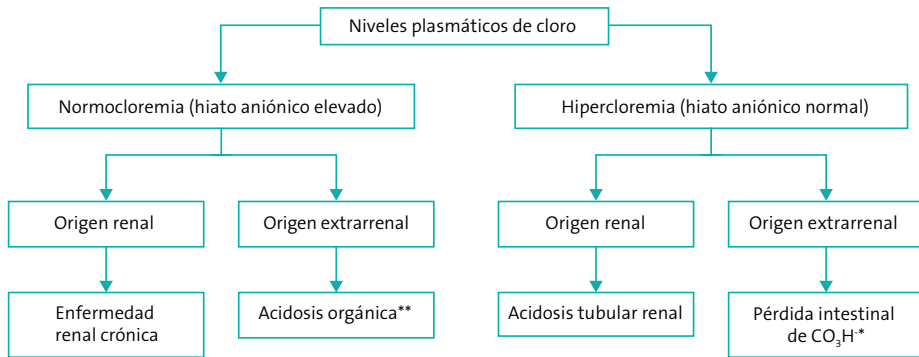 Niveles plasmáticos de cloro
Normocloremia (hiato aniónico elevado)
Hipercloremia (hiato aniónico normal)
Origen renal
Origen extrarrenal
Origen renal
Origen extrarrenal
Enfermedad
renal crónica
Acidosis orgánica**
Acidosis tubular renal
Pérdida intestinal
de CO₃H⁻*